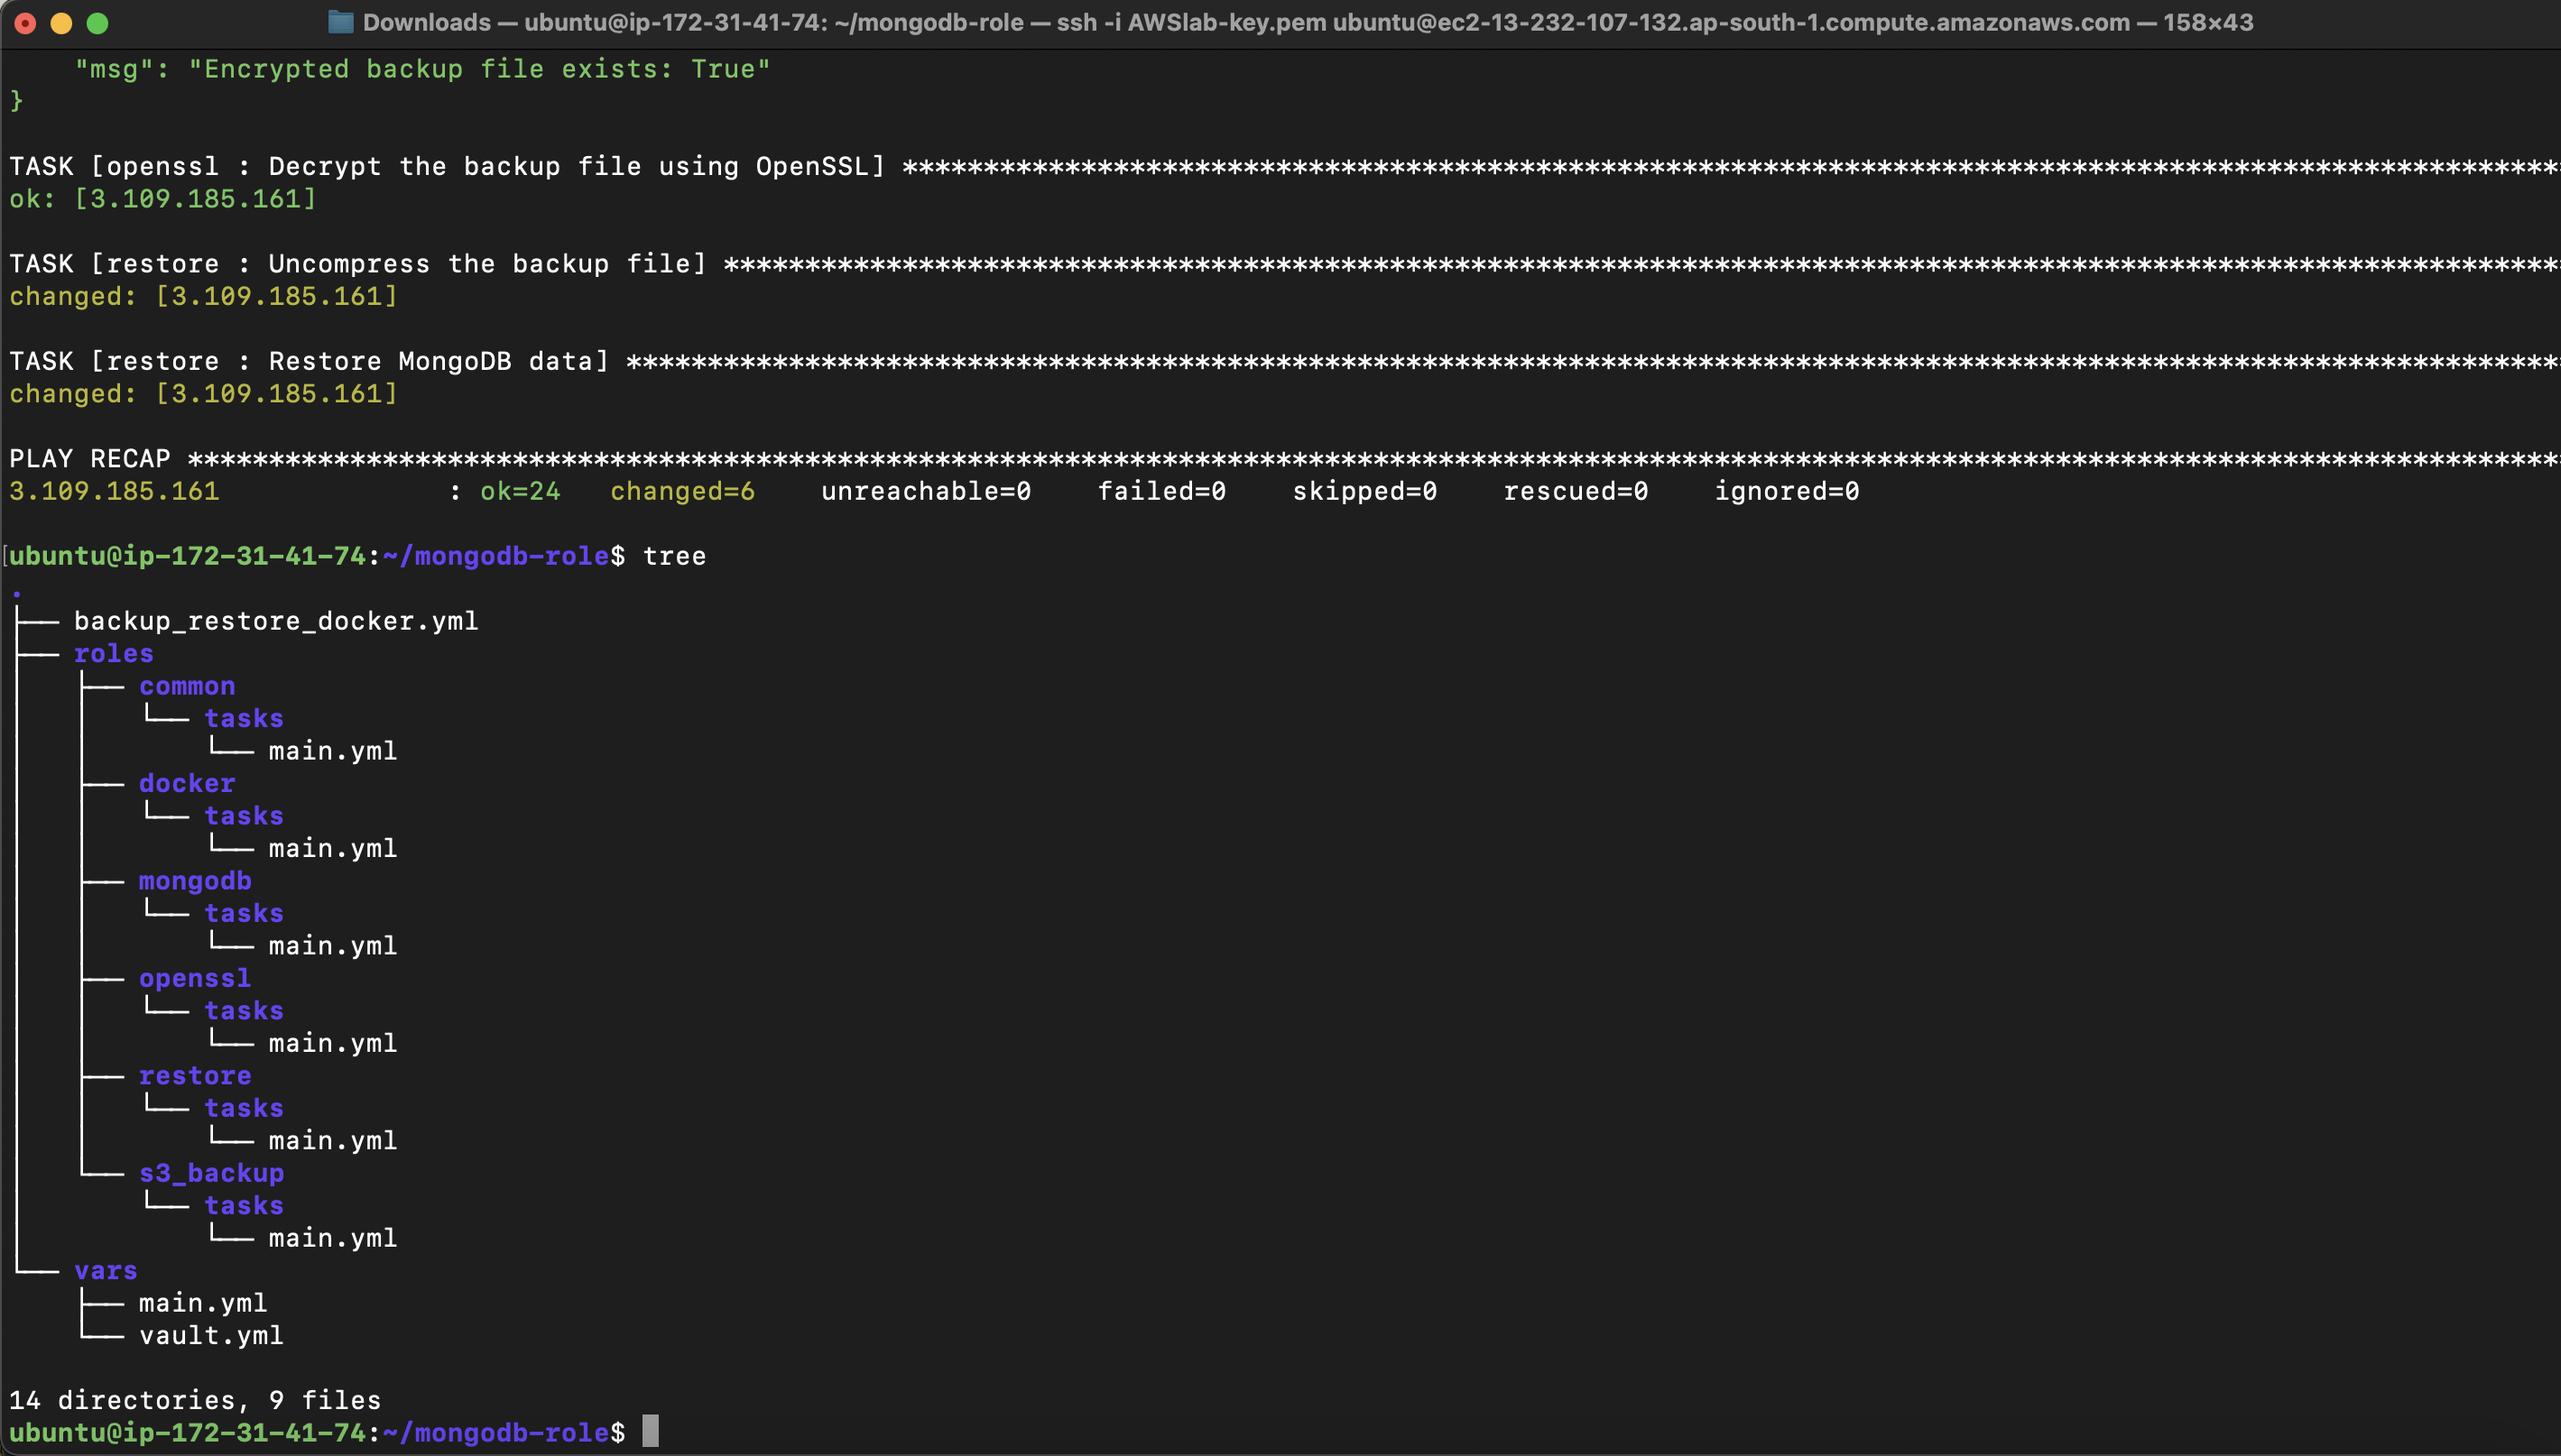 Downloads — ubuntu@ip-172-31-41-74: ~/mongodb-role — ssh -i AWSlab-key.pem ubuntu@ec2-13-232-107-132.ap-south-1.compute.amazonaws.com — 158×43
    "msg": "Encrypted backup file exists: True"
}

TASK [openssl : Decrypt the backup file using OpenSSL] ******************************************************************************************************
ok: [3.109.185.161]

TASK [restore : Uncompress the backup file] *****************************************************************************************************************
changed: [3.109.185.161]

TASK [restore : Restore MongoDB data] ***********************************************************************************************************************
changed: [3.109.185.161]

PLAY RECAP **************************************************************************************************************************************************
3.109.185.161              : ok=24   changed=6    unreachable=0    failed=0    skipped=0    rescued=0    ignored=0

[ubuntu@ip-172-31-41-74:~/mongodb-role$ tree
.
├── backup_restore_docker.yml
├── roles
│   ├── common
│   │   └── tasks
│   │       └── main.yml
│   ├── docker
│   │   └── tasks
│   │       └── main.yml
│   ├── mongodb
│   │   └── tasks
│   │       └── main.yml
│   ├── openssl
│   │   └── tasks
│   │       └── main.yml
│   ├── restore
│   │   └── tasks
│   │       └── main.yml
│   └── s3_backup
│       └── tasks
│           └── main.yml
└── vars
    ├── main.yml
    └── vault.yml

14 directories, 9 files
ubuntu@ip-172-31-41-74:~/mongodb-role$